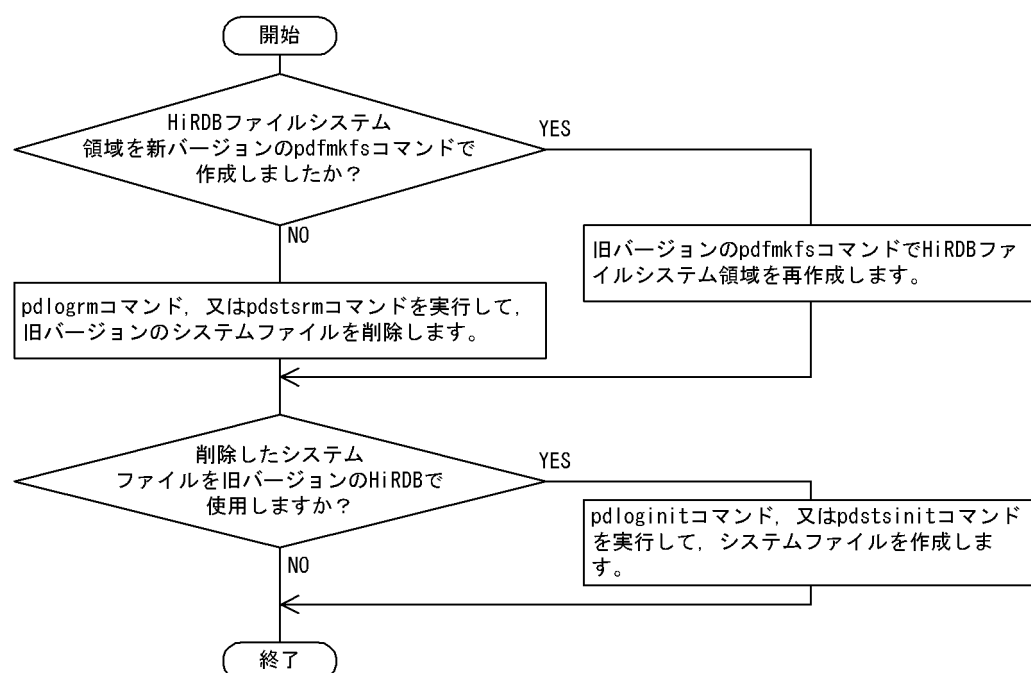 開始
HiRDBファイルシステム
領域を新バージョンのpdfmkfsコマンドで
作成しましたか？
YES
NO
旧バージョンのpdfmkfsコマンドでHiRDBファ
イルシステム領域を再作成します。
pdlogrmコマンド，又はpdstsrmコマンドを実行して，
旧バージョンのシステムファイルを削除します。
削除したシステム
ファイルを旧バージョンのHiRDBで
使用しますか？
YES
NO
pdloginitコマンド，又はpdstsinitコマンド
を実行して，システムファイルを作成しま
す。
終了